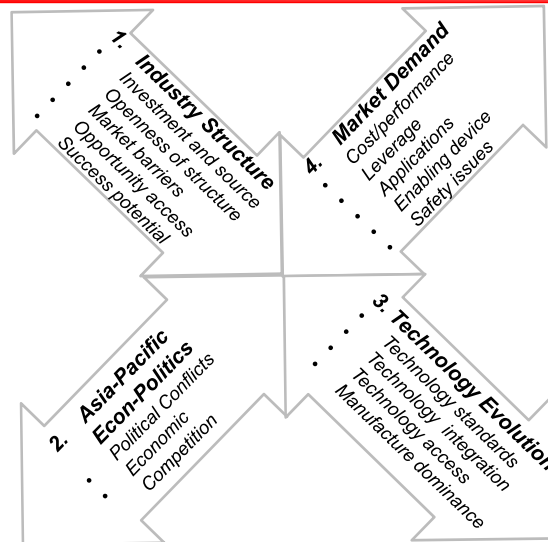 1. Industry Structure
• Investment and source
• Openness of structure
• Market barriers
• Opportunity access
• Success potential
4. Market Demand
• Cost/performance
• Leverage
• Applications
• Enabling device
• Safety issues
2. Asia-Pacific
Econ-Politics
• Political Conflicts
• Economic
Competition
3. Technology Evolution
• Technology standards
• Technology integration
• Technology access
• Manufacture dominance